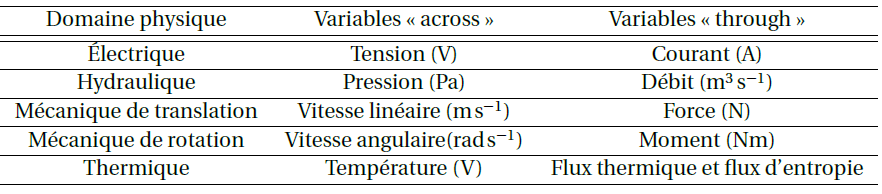 Domaine physique Variables « across » Variables « through »
Électrique Tension (V) Courant (A)
Hydraulique Pression (Pa) Débit (m³ s⁻¹)
Mécanique de translation Vitesse linéaire (m s⁻¹) Force (N)
Mécanique de rotation Vitesse angulaire(rad s⁻¹) Moment (Nm)
Thermique Température (V) Flux thermique et flux d’entropie